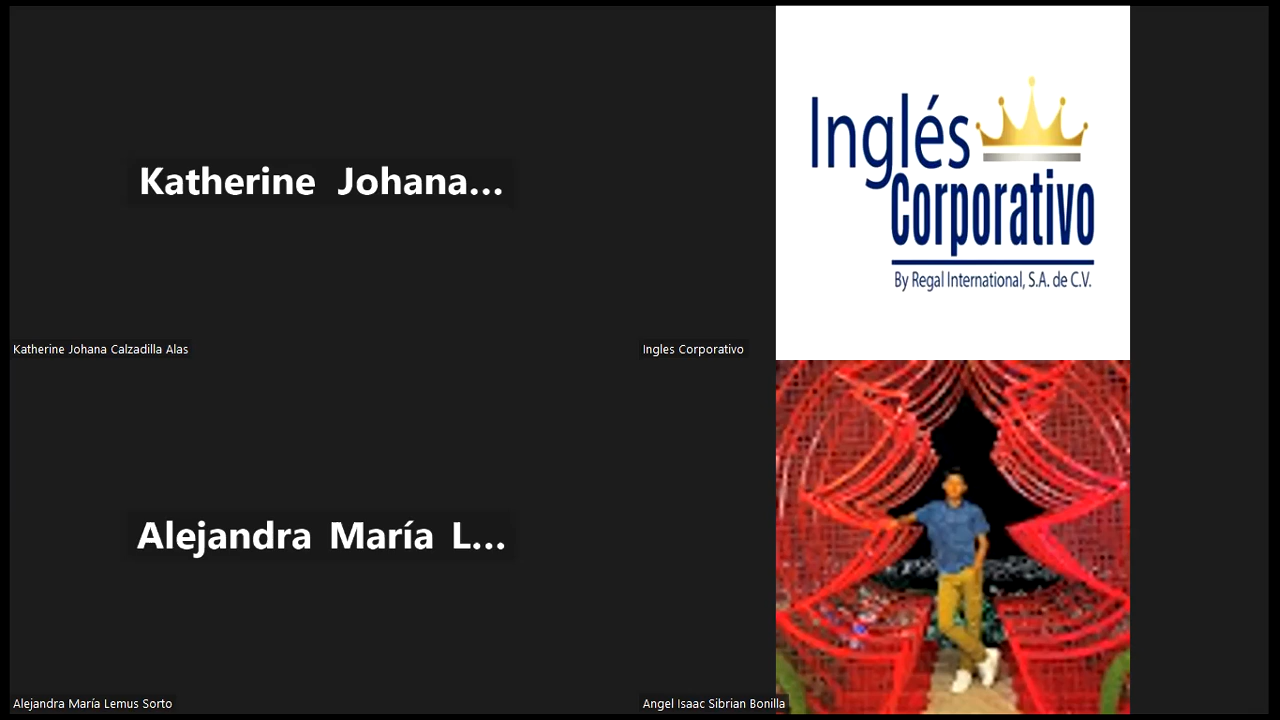 Katherine Johana...
Katherine Johana Calzadilla Alas
Inglés
Corporativo
By Regal International, S.A. de C.V.
Ingles Corporativo
Alejandra María L...
Alejandra María Lemus Sorto
Angel Isaac Sibrian Bonilla